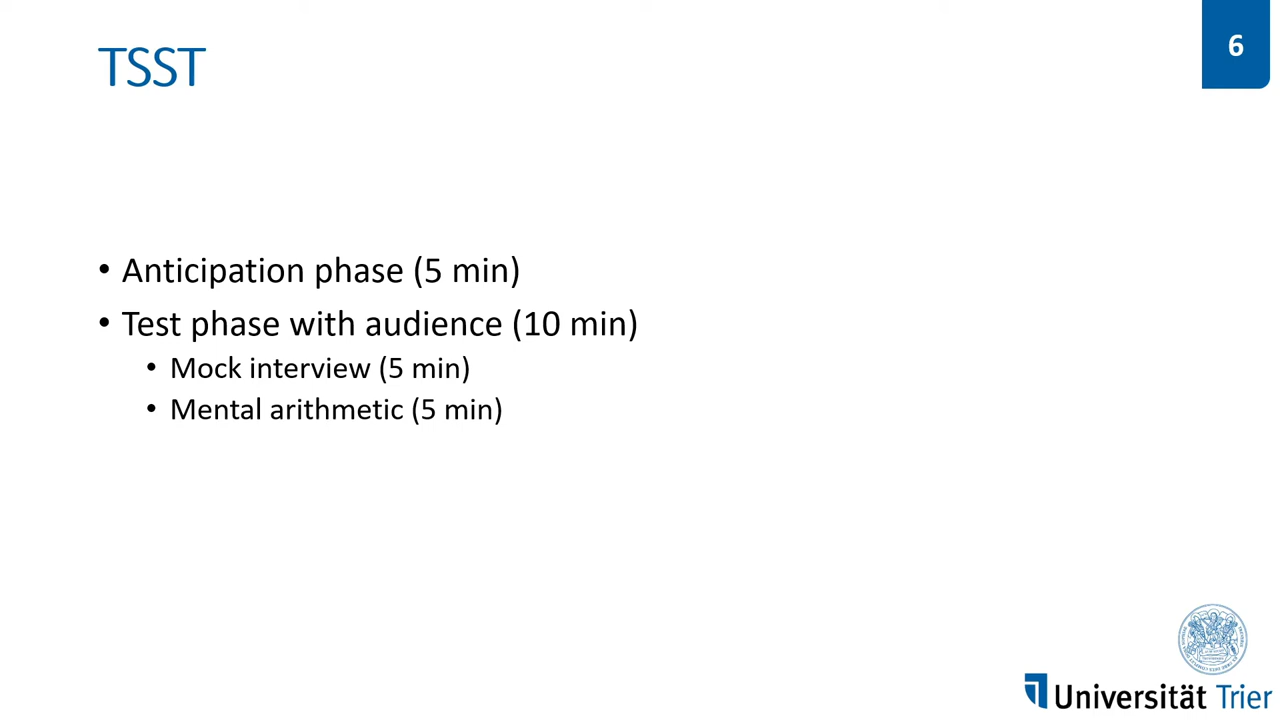 TSST
6
• Anticipation phase (5 min)
• Test phase with audience (10 min)
• Mock interview (5 min)
• Mental arithmetic (5 min)
Universität Trier